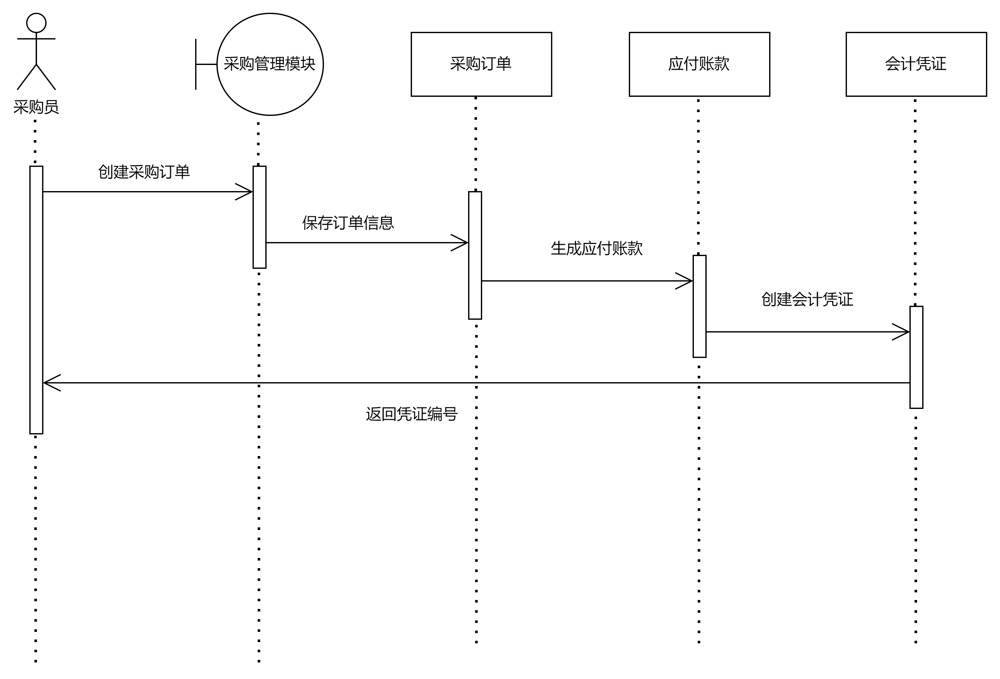 采购员
采购管理模块
采购订单
应付账款
会计凭证
创建采购订单
保存订单信息
生成应付账款
创建会计凭证
返回凭证编号